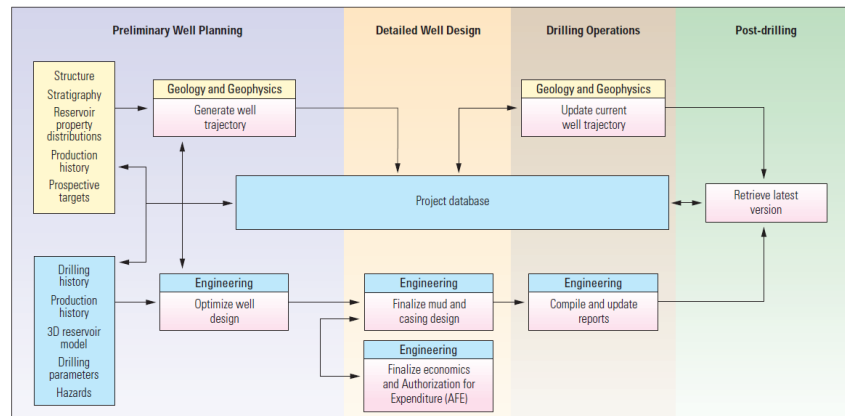 Preliminary Well Planning
Detailed Well Design
Drilling Operations
Post-drilling
Structure
Stratigraphy
Reservoir
property
distributions
Production
history
Prospective
targets
Geology and Geophysics
Generate well
trajectory
Geology and Geophysics
Update current
well trajectory
Project database
Retrieve latest
version
Drilling
history
Production
history
3D reservoir
model
Drilling
parameters
Hazards
Engineering
Optimize well
design
Engineering
Finalize mud and
casing design
Engineering
Compile and update
reports
Engineering
Finalize economics
and Authorization for
Expenditure (AFE)